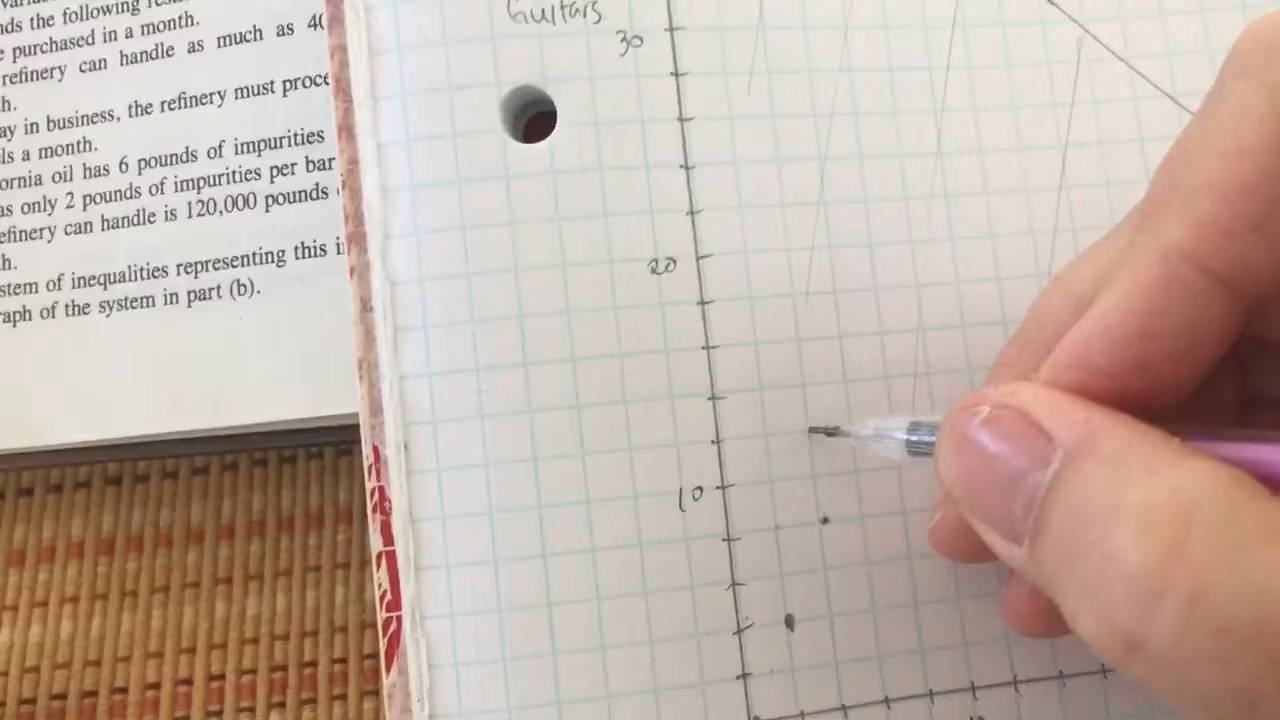 nds the following
e purchased in a month.
refinery can handle as much as
h.
ay in business, the refinery must proce
ls a month.
ornia oil has 6 pounds of impurities
as only 2 pounds of impurities per bar
efinery can handle is 120,000 pounds
h.
stem of inequalities representing this i
raph of the system in part (b).
Guitars
30
20
10